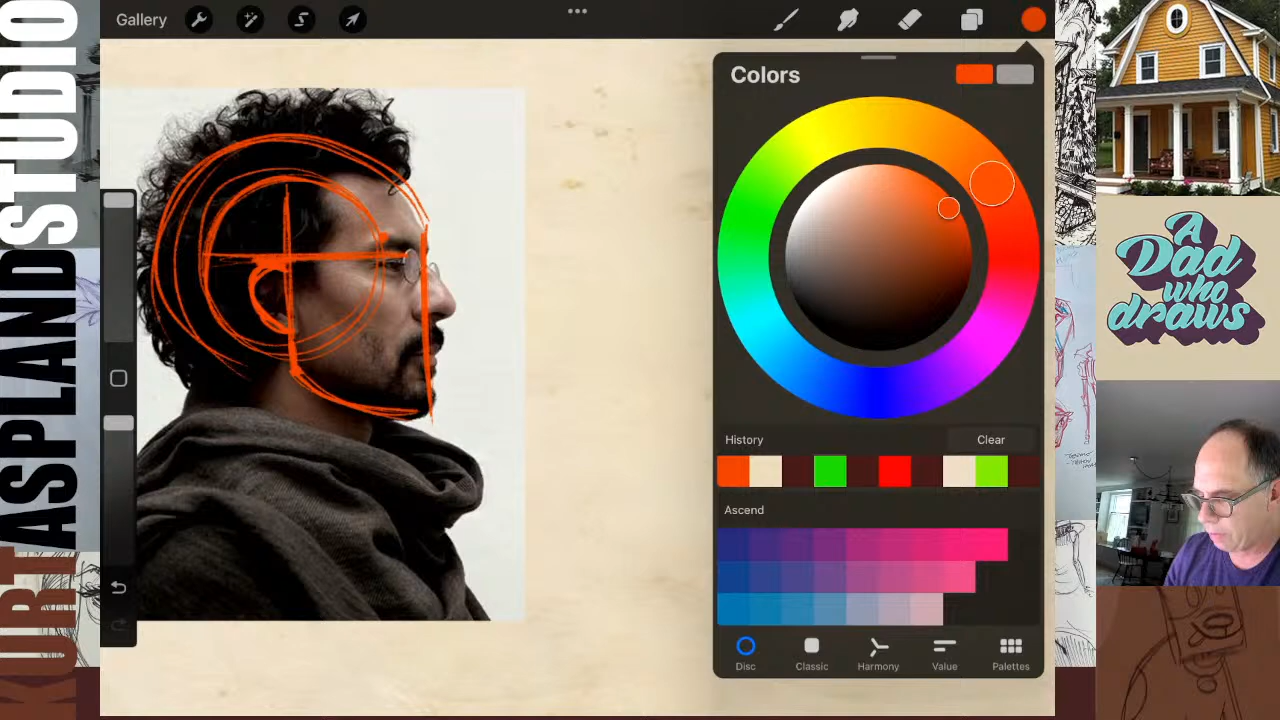 KURT ASPLAND STUDIO
Gallery
Colors
History
Clear
Ascend
Disc
Classic
Harmony
Value
Palettes
A
Dad
who
draws